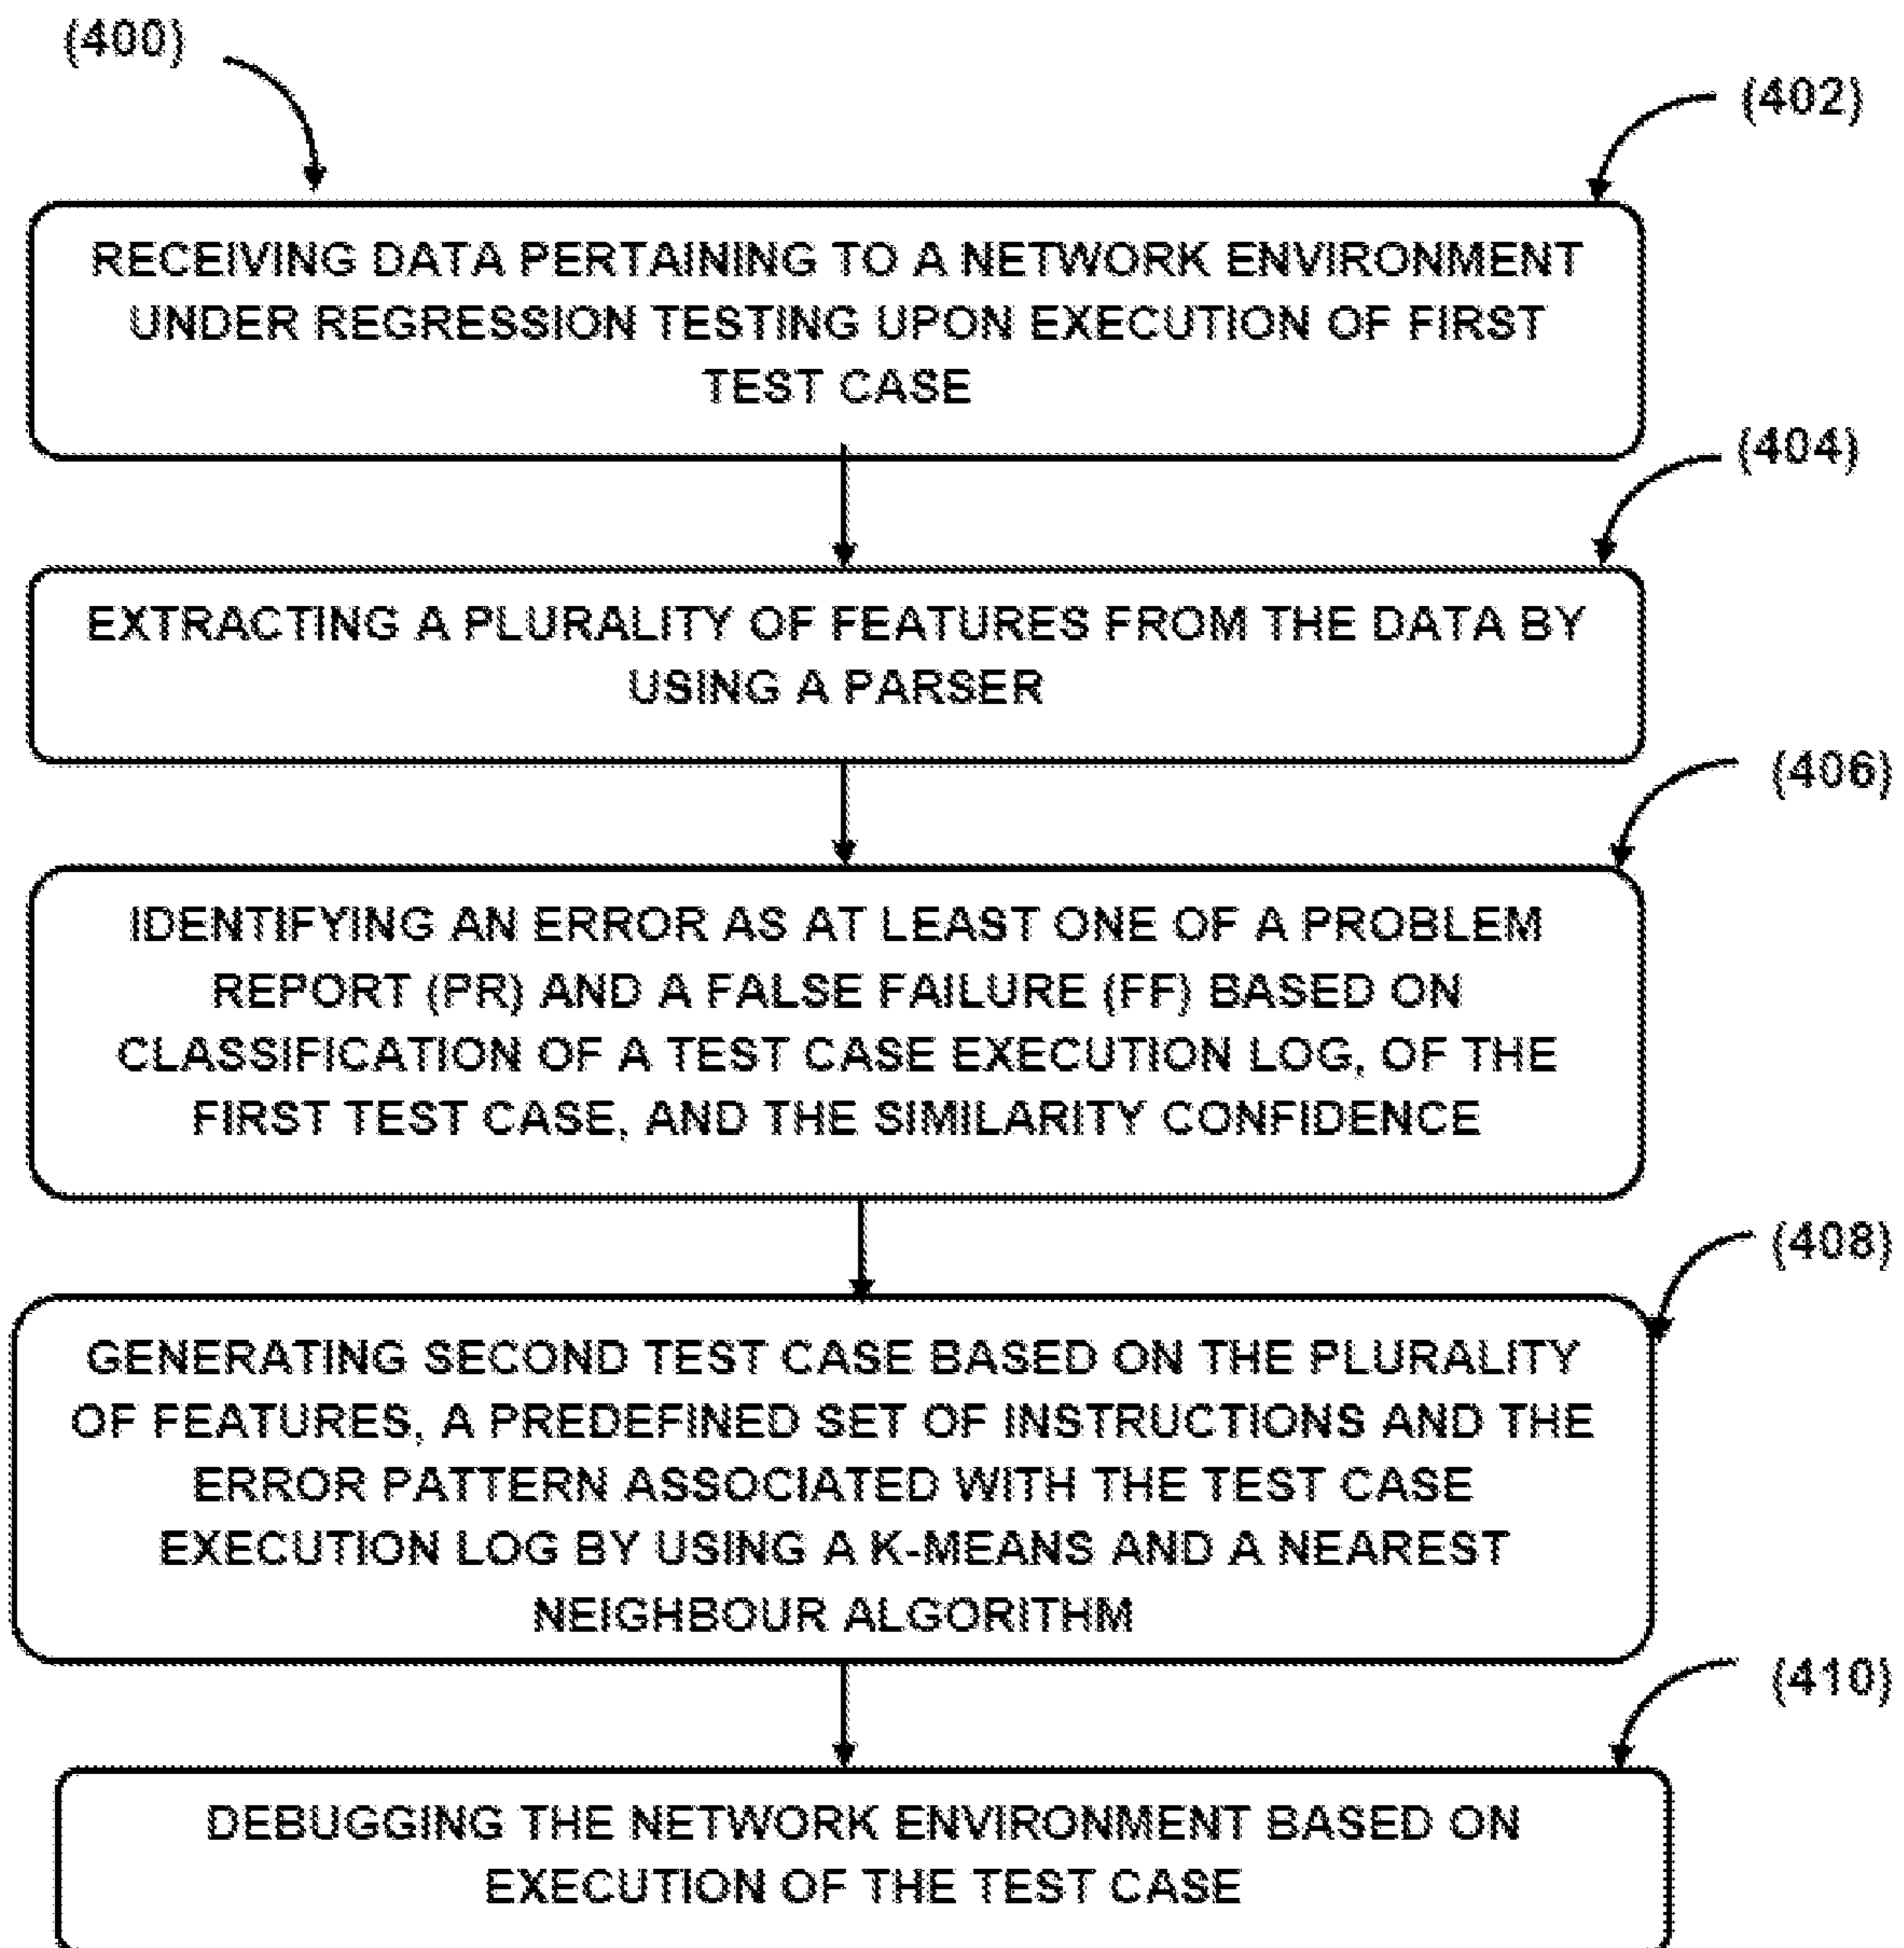 (400)
(402)
RECEIVING DATA PERTAINING TO A NETWORK ENVIRONMENT
UNDER REGRESSION TESTING UPON EXECUTION OF FIRST
TEST CASE
(404)
EXTRACTING A PLURALITY OF FEATURES FROM THE DATA BY
USING A PARSER
(406)
IDENTIFYING AN ERROR AS AT LEAST ONE OF A PROBLEM
REPORT (PR) AND A FALSE FAILURE (FF) BASED ON
CLASSIFICATION OF A TEST CASE EXECUTION LOG, OF THE
FIRST TEST CASE, AND THE SIMILARITY CONFIDENCE
(408)
GENERATING SECOND TEST CASE BASED ON THE PLURALITY
OF FEATURES, A PREDEFINED SET OF INSTRUCTIONS AND THE
ERROR PATTERN ASSOCIATED WITH THE TEST CASE
EXECUTION LOG BY USING A K-MEANS AND A NEAREST
NEIGHBOUR ALGORITHM
(410)
DEBUGGING THE NETWORK ENVIRONMENT BASED ON
EXECUTION OF THE TEST CASE